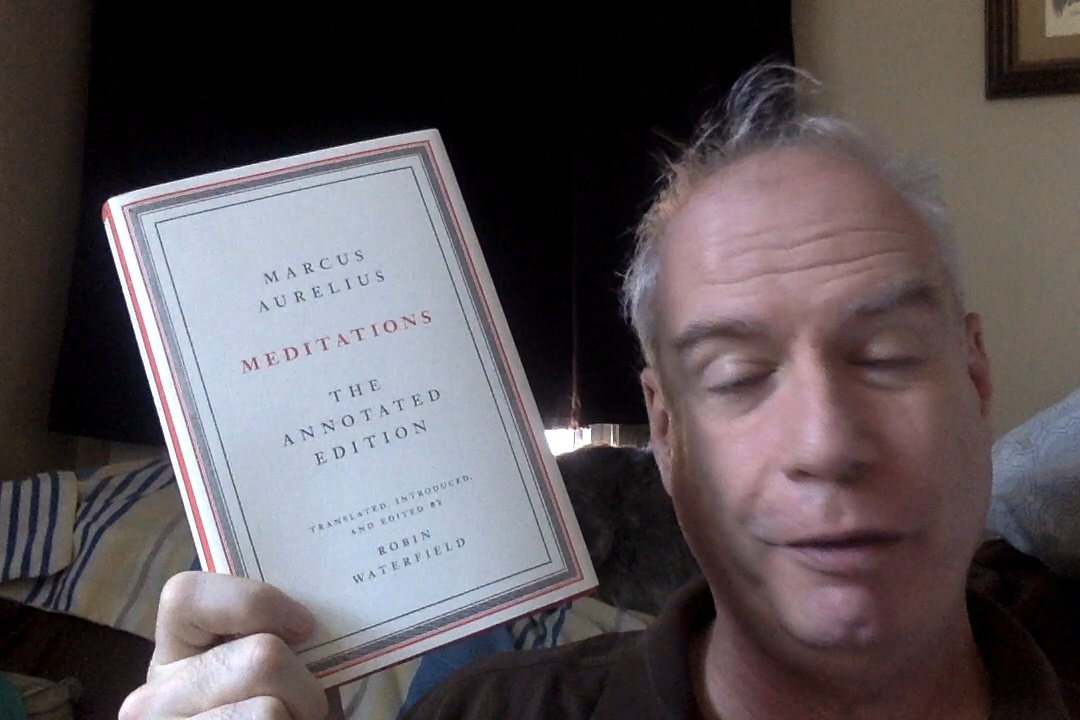 MARCUS
AURELIUS
MEDITATIONS
THE
ANNOTATED
EDITION
TRANSLATED, INTRODUCED,
AND EDITED BY
ROBIN
WATERFIELD